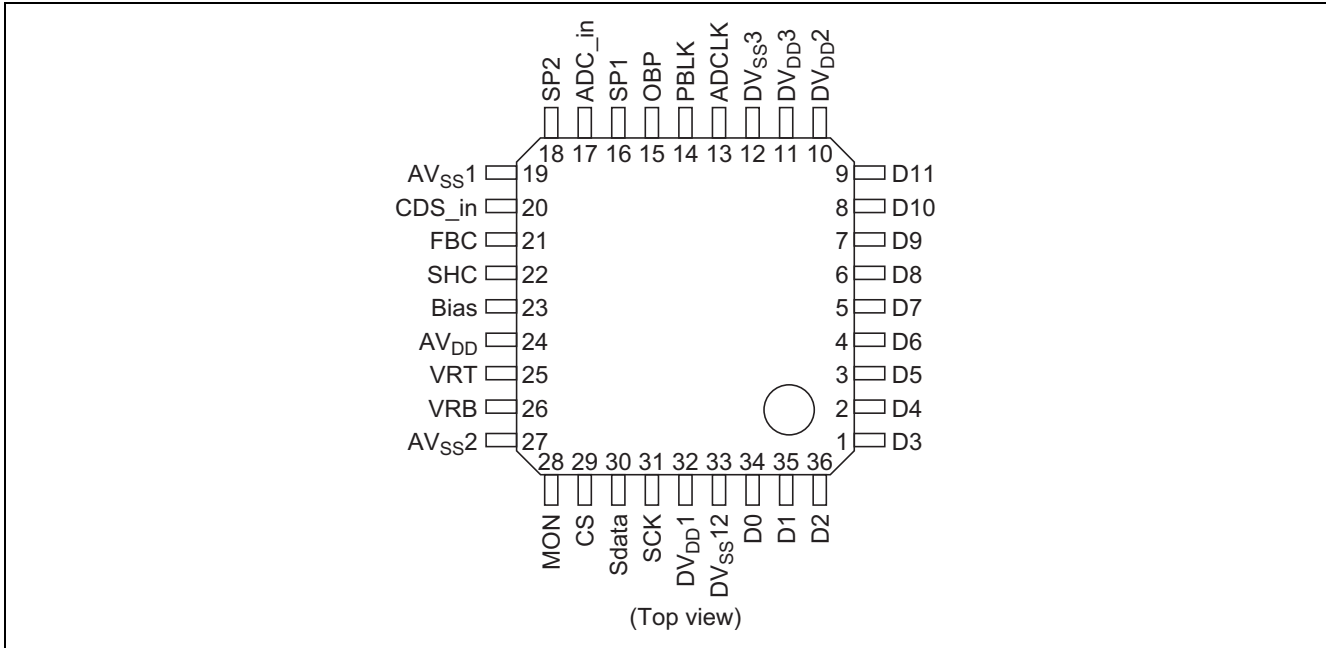 SP2
ADC_in
SP1
OBP
PBLK
ADCLK
DVSS3
DVDD3
DVDD2
18 17 16 15 14 13 12 11 10
AVSS1 19 9 D11
CDS_in 20 8 D10
FBC 21 7 D9
SHC 22 6 D8
Bias 23 5 D7
AVDD 24 4 D6
VRT 25 3 D5
VRB 26 2 D4
AVSS2 27 1 D3
28 29 30 31 32 33 34 35 36
MON
CS
Sdata
SCK
DVDD1
DVSS12
D0
D1
D2
(Top view)